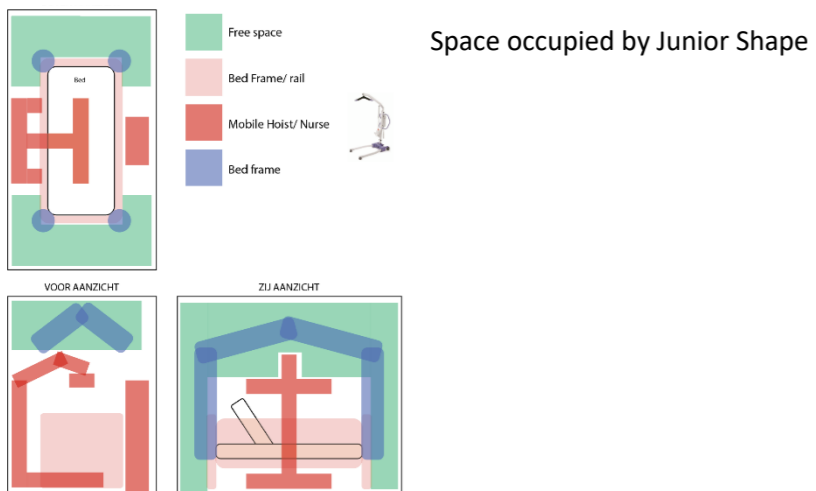 Space occupied by Junior Shape
Free space
Bed
Bed Frame/ rail
Mobile Hoist/ Nurse
Bed frame
VOOR AANZICHT
ZIJ AANZICHT